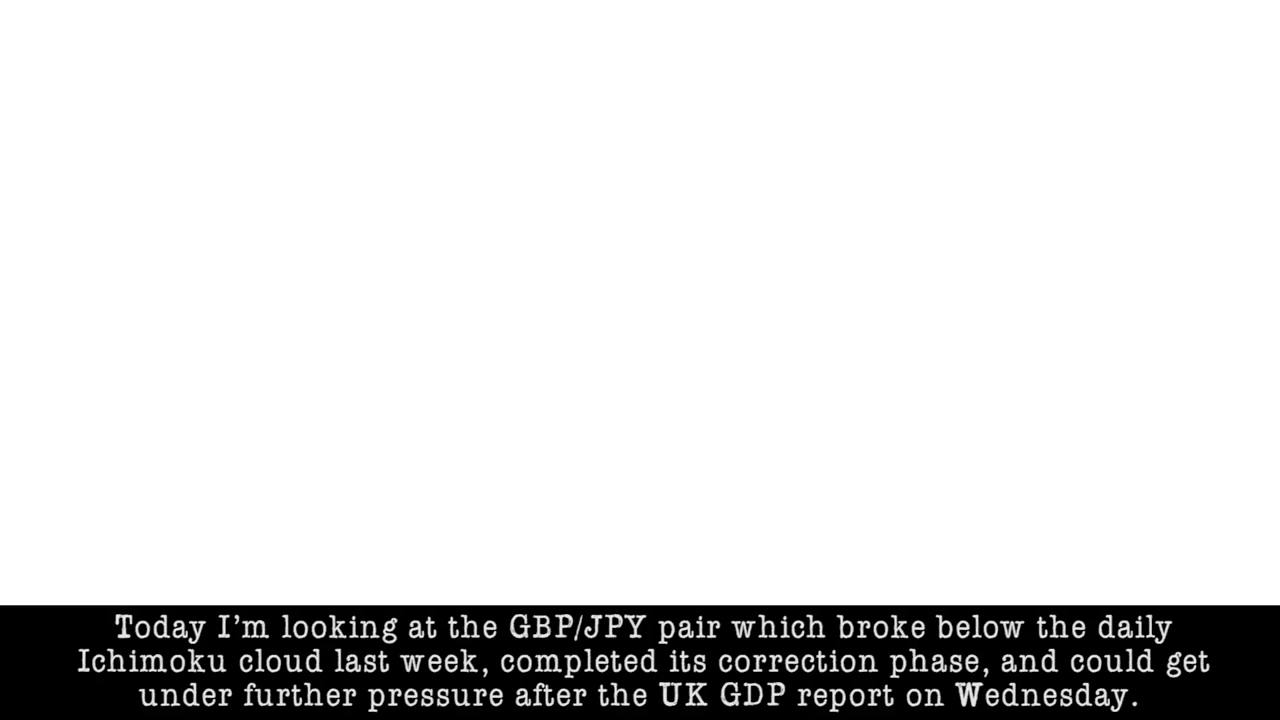 Today I'm looking at the GBP/JPY pair which broke below the daily
Ichimoku cloud last week, completed its correction phase, and could get
under further pressure after the UK GDP report on Wednesday.